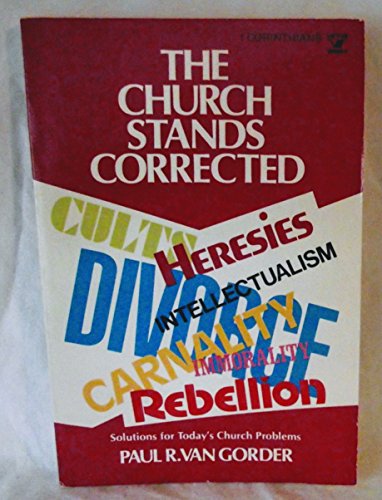 I CORINTHIANS
THE
CHURCH
STANDS
CORRECTED
CULTS
Heresies
INTELLECTUALISM
DIVORCE
CARNALITY
IMMORALITY
Rebellion
Solutions for Today's Church Problems
PAUL R. VAN GORDER